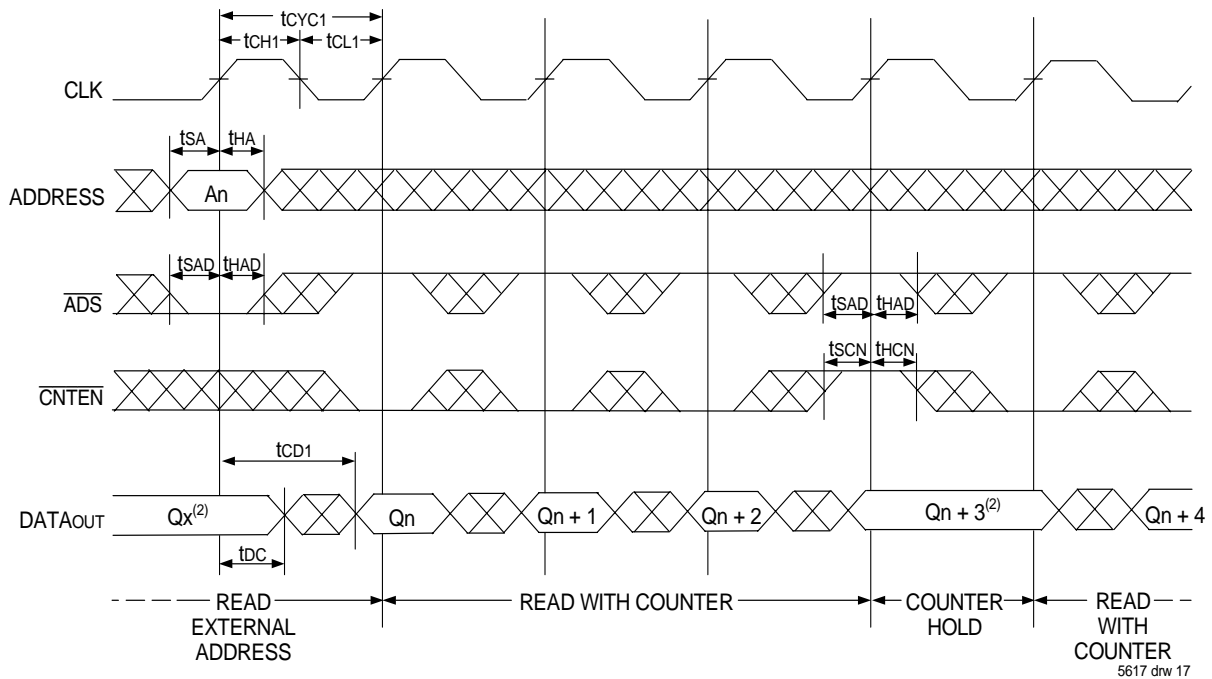 tCYC1
tCH1 tCL1
CLK
tSA tHA
ADDRESS An
tSAD tHAD
ADS
tSAD tHAD
tSCN tHCN
CNTEN
tCD1
DATAOUT Qx(2) Qn Qn + 1 Qn + 2 Qn + 3(2) Qn + 4
tDC
READ EXTERNAL ADDRESS
READ WITH COUNTER
COUNTER HOLD
READ WITH COUNTER
5617 drw 17